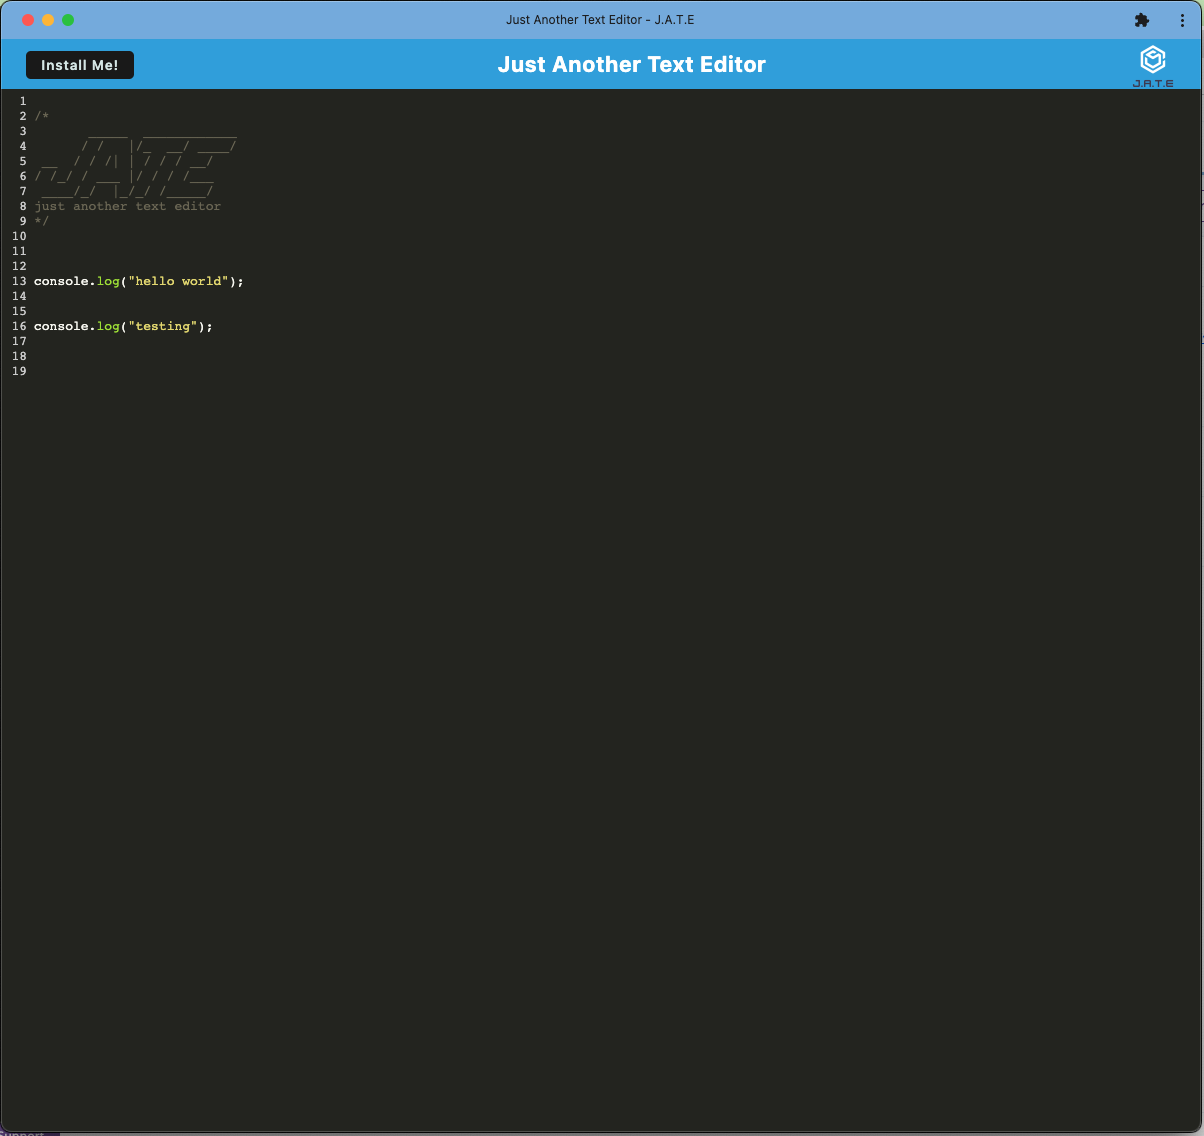 Just Another Text Editor - J.A.T.E
Install Me!
Just Another Text Editor
J.A.T.E
1
2 /*
3        _____  ____________
4       / /   |/_  __/ ____/
5  __  / / /| | / / / __/
6 / /_/ / ___ |/ / / /___
7  ____/_/  |_/_/ /_____/
8 just another text editor
9 */
10
11
12
13 console.log("hello world");
14
15
16 console.log("testing");
17
18
19